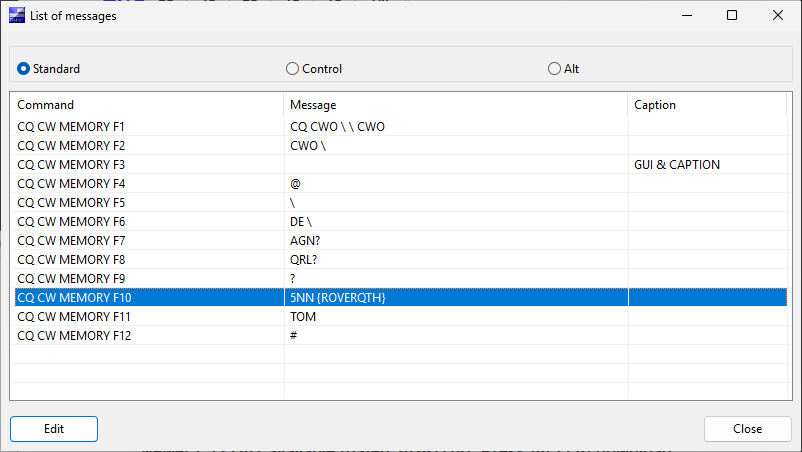 List of messages
Standard Control Alt
Command Message Caption
CQ CW MEMORY F1 CQ CWO \ \ CWO
CQ CW MEMORY F2 CWO \
CQ CW MEMORY F3 GUI & CAPTION
CQ CW MEMORY F4 @
CQ CW MEMORY F5 \
CQ CW MEMORY F6 DE \
CQ CW MEMORY F7 AGN?
CQ CW MEMORY F8 QRL?
CQ CW MEMORY F9 ?
CQ CW MEMORY F10 5NN {ROVERQTH}
CQ CW MEMORY F11 TOM
CQ CW MEMORY F12 #
Edit Close